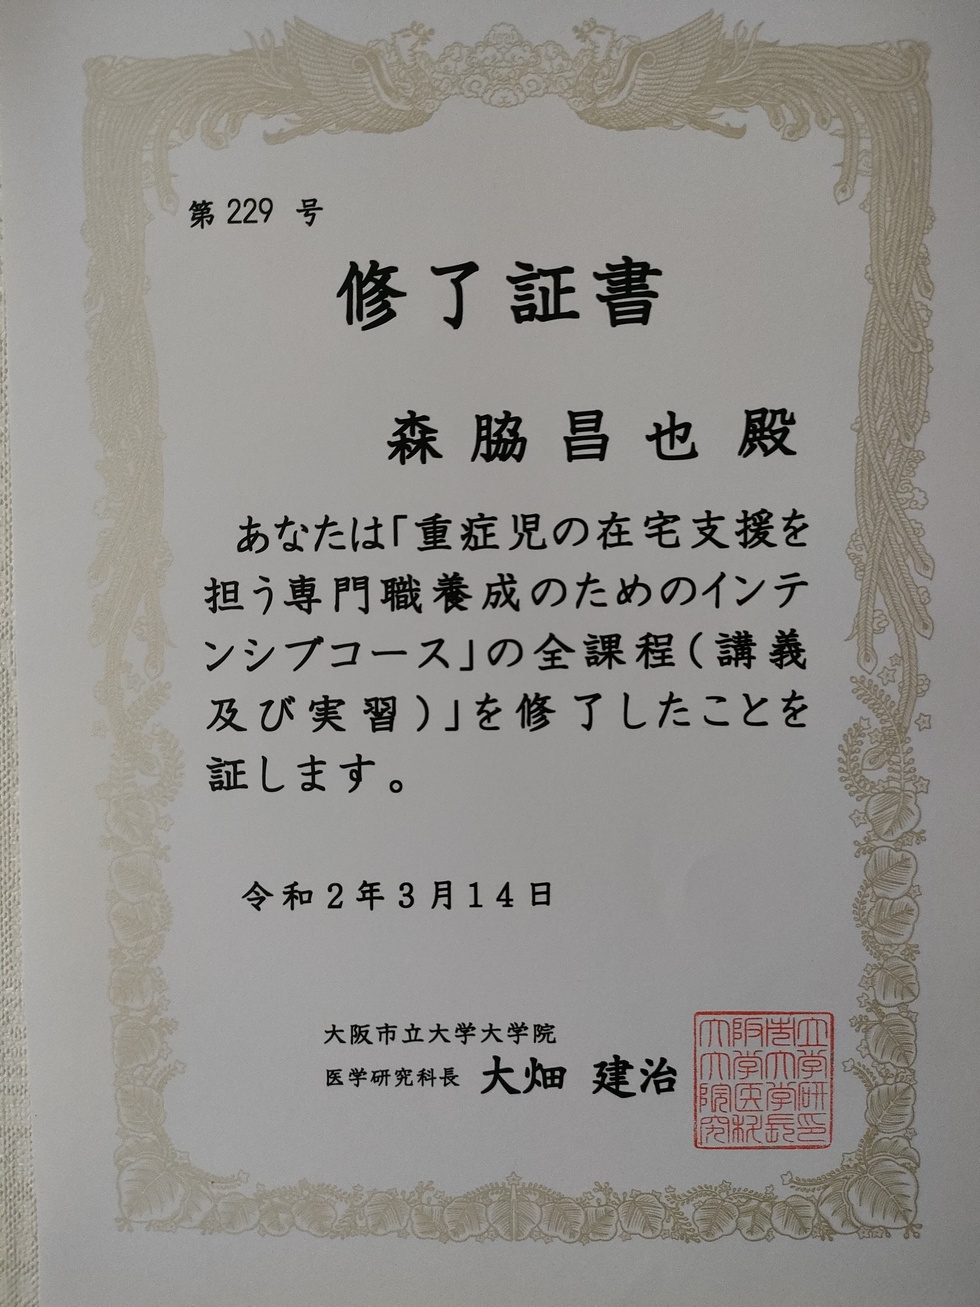 第229号
修了証書
森脇昌也殿
あなたは「重症児の在宅支援を
担う専門職養成のためのインテ
ンシブコース」の全課程(講義
及び実習)」を修了したことを
証します。
令和2年3月14日
大阪市立大学大学院
医学研究科長 大畑 建治